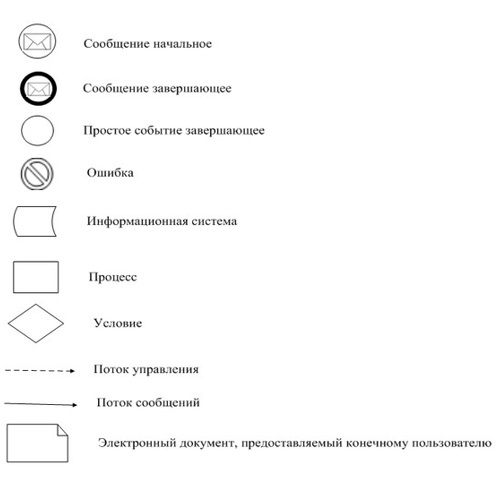 Сообщение начальное
Сообщение завершающее
Простое событие завершающее
Ошибка
Информационная система
Процесс
Условие
Поток управления
Поток сообщений
Электронный документ, предоставляемый конечному пользователю